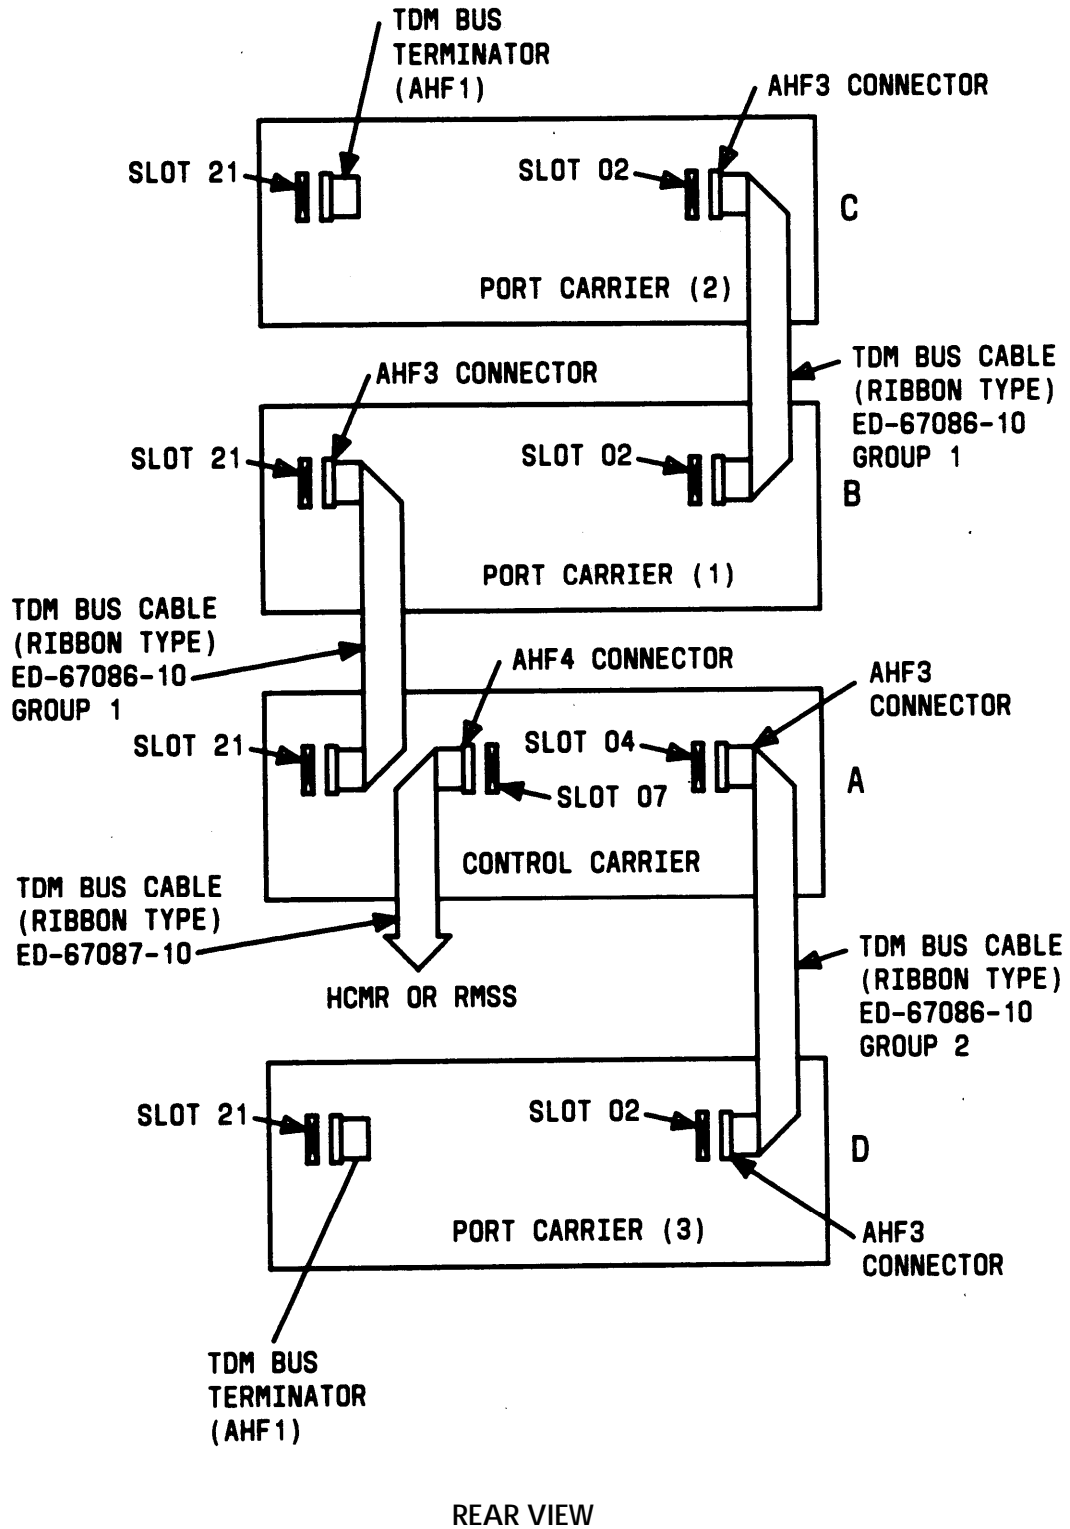 TDM BUS
TERMINATOR
(AHF1)
AHF3 CONNECTOR
SLOT 21
SLOT 02
C
PORT CARRIER (2)
TDM BUS CABLE
(RIBBON TYPE)
ED-67086-10
GROUP 1
AHF3 CONNECTOR
SLOT 21
SLOT 02
B
PORT CARRIER (1)
TDM BUS CABLE
(RIBBON TYPE)
ED-67086-10
GROUP 1
AHF4 CONNECTOR
AHF3
CONNECTOR
SLOT 21
SLOT 04
SLOT 07
A
CONTROL CARRIER
TDM BUS CABLE
(RIBBON TYPE)
ED-67087-10
HCMR OR RMSS
TDM BUS CABLE
(RIBBON TYPE)
ED-67086-10
GROUP 2
SLOT 21
SLOT 02
D
PORT CARRIER (3)
AHF3
CONNECTOR
TDM BUS
TERMINATOR
(AHF1)
REAR VIEW